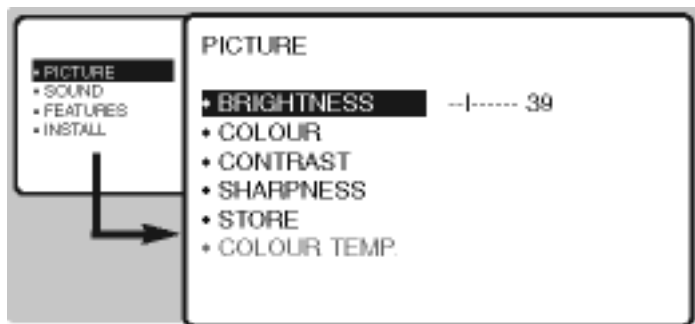 • PICTURE
• SOUND
• FEATURES
• INSTALL
PICTURE
• BRIGHTNESS --I------ 39
• COLOUR
• CONTRAST
• SHARPNESS
• STORE
• COLOUR TEMP.